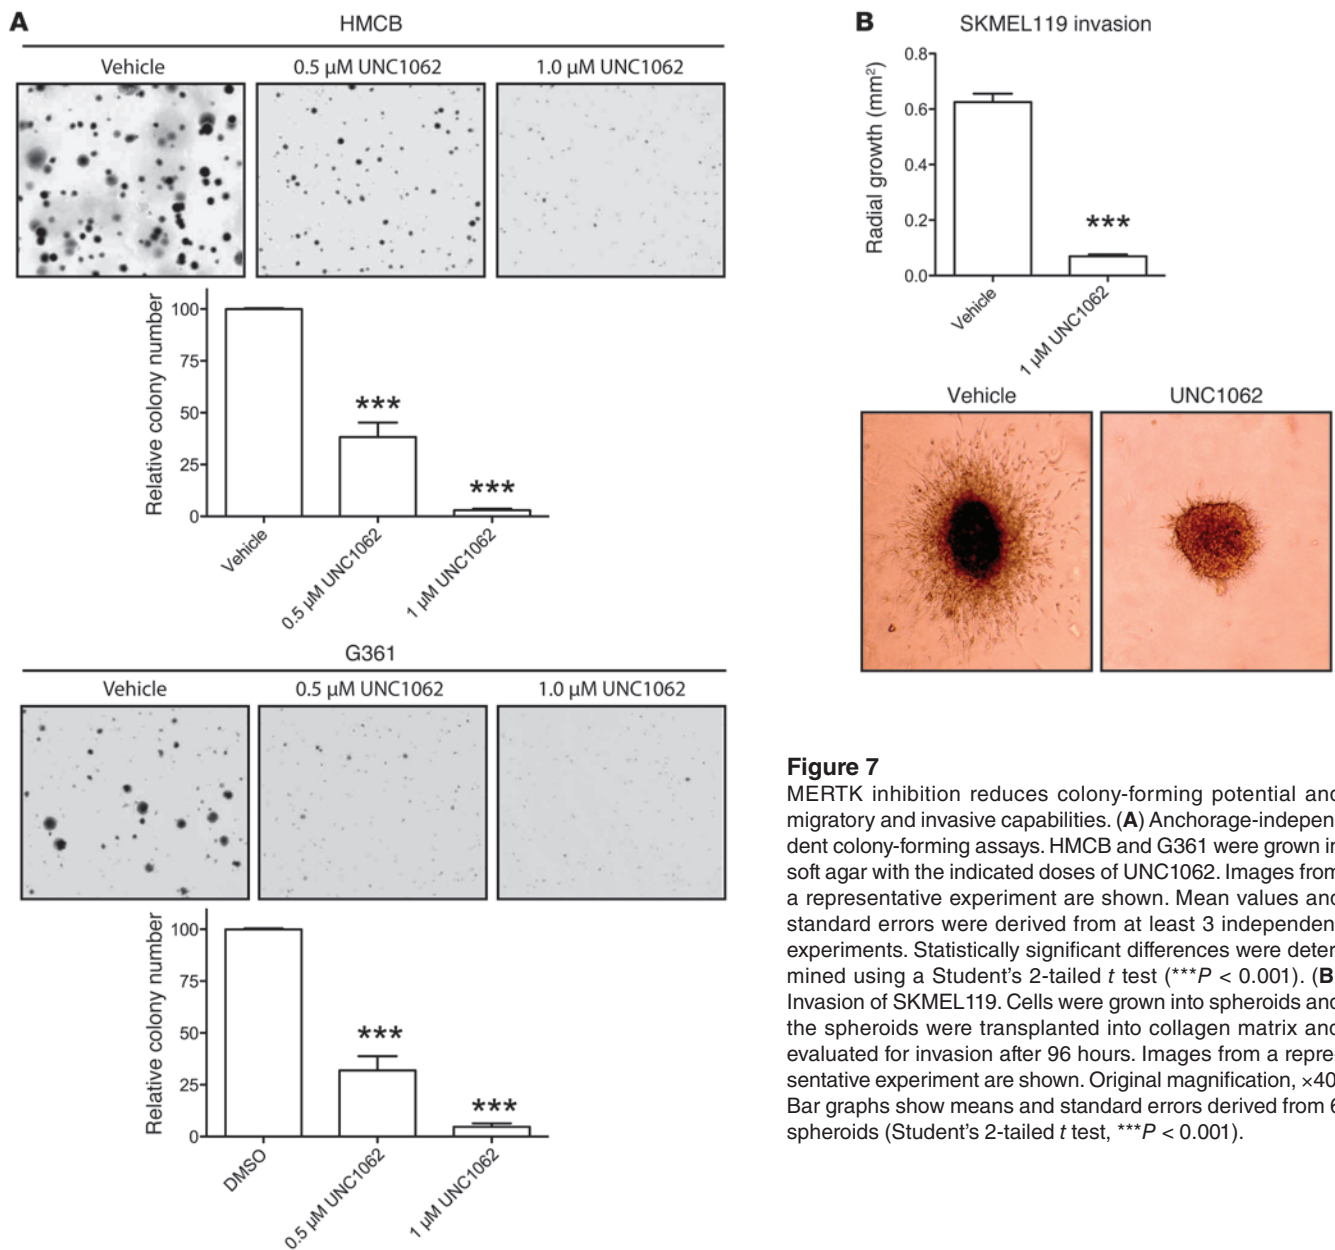 A
HMCB
Vehicle
0.5 µM UNC1062
1.0 µM UNC1062
Relative colony number
100
75
50
25
0
***
***
Vehicle
0.5 µM UNC1062
1 µM UNC1062
G361
Vehicle
0.5 µM UNC1062
1.0 µM UNC1062
Relative colony number
100
75
50
25
0
***
***
DMSO
0.5 µM UNC1062
1 µM UNC1062
B
SKMEL119 invasion
Radial growth (mm²)
0.8
0.6
0.4
0.2
0.0
***
Vehicle
1 µM UNC1062
Vehicle
UNC1062
Figure 7
MERTK inhibition reduces colony-forming potential and
migratory and invasive capabilities. (A) Anchorage-indepen
dent colony-forming assays. HMCB and G361 were grown in
soft agar with the indicated doses of UNC1062. Images from
a representative experiment are shown. Mean values and
standard errors were derived from at least 3 independen
experiments. Statistically significant differences were deter
mined using a Student's 2-tailed t test (***P < 0.001). (B
Invasion of SKMEL119. Cells were grown into spheroids and
the spheroids were transplanted into collagen matrix and
evaluated for invasion after 96 hours. Images from a repre
sentative experiment are shown. Original magnification, ×40
Bar graphs show means and standard errors derived from 6
spheroids (Student's 2-tailed t test, ***P < 0.001).